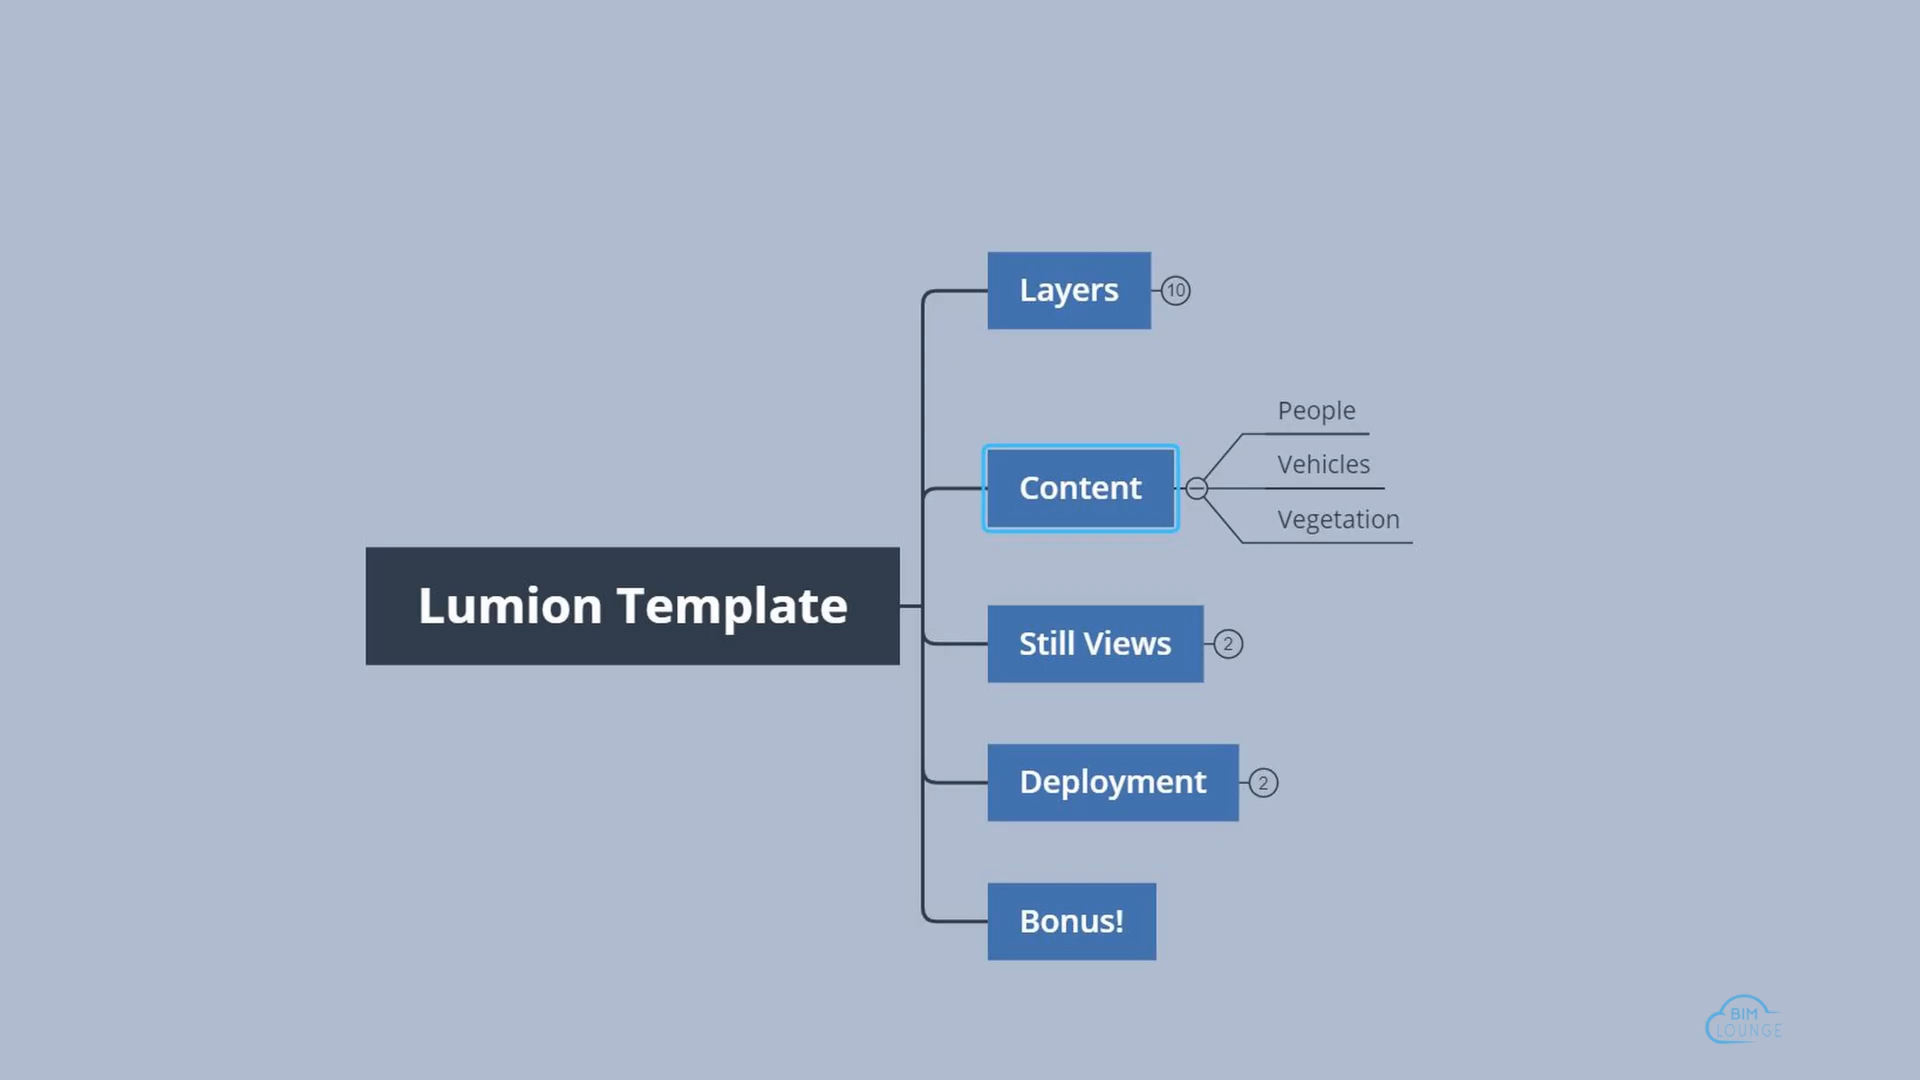 Layers
10
People
Content
Vehicles
Vegetation
Lumion Template
Still Views
2
Deployment
2
Bonus!
BIM
LOUNGE